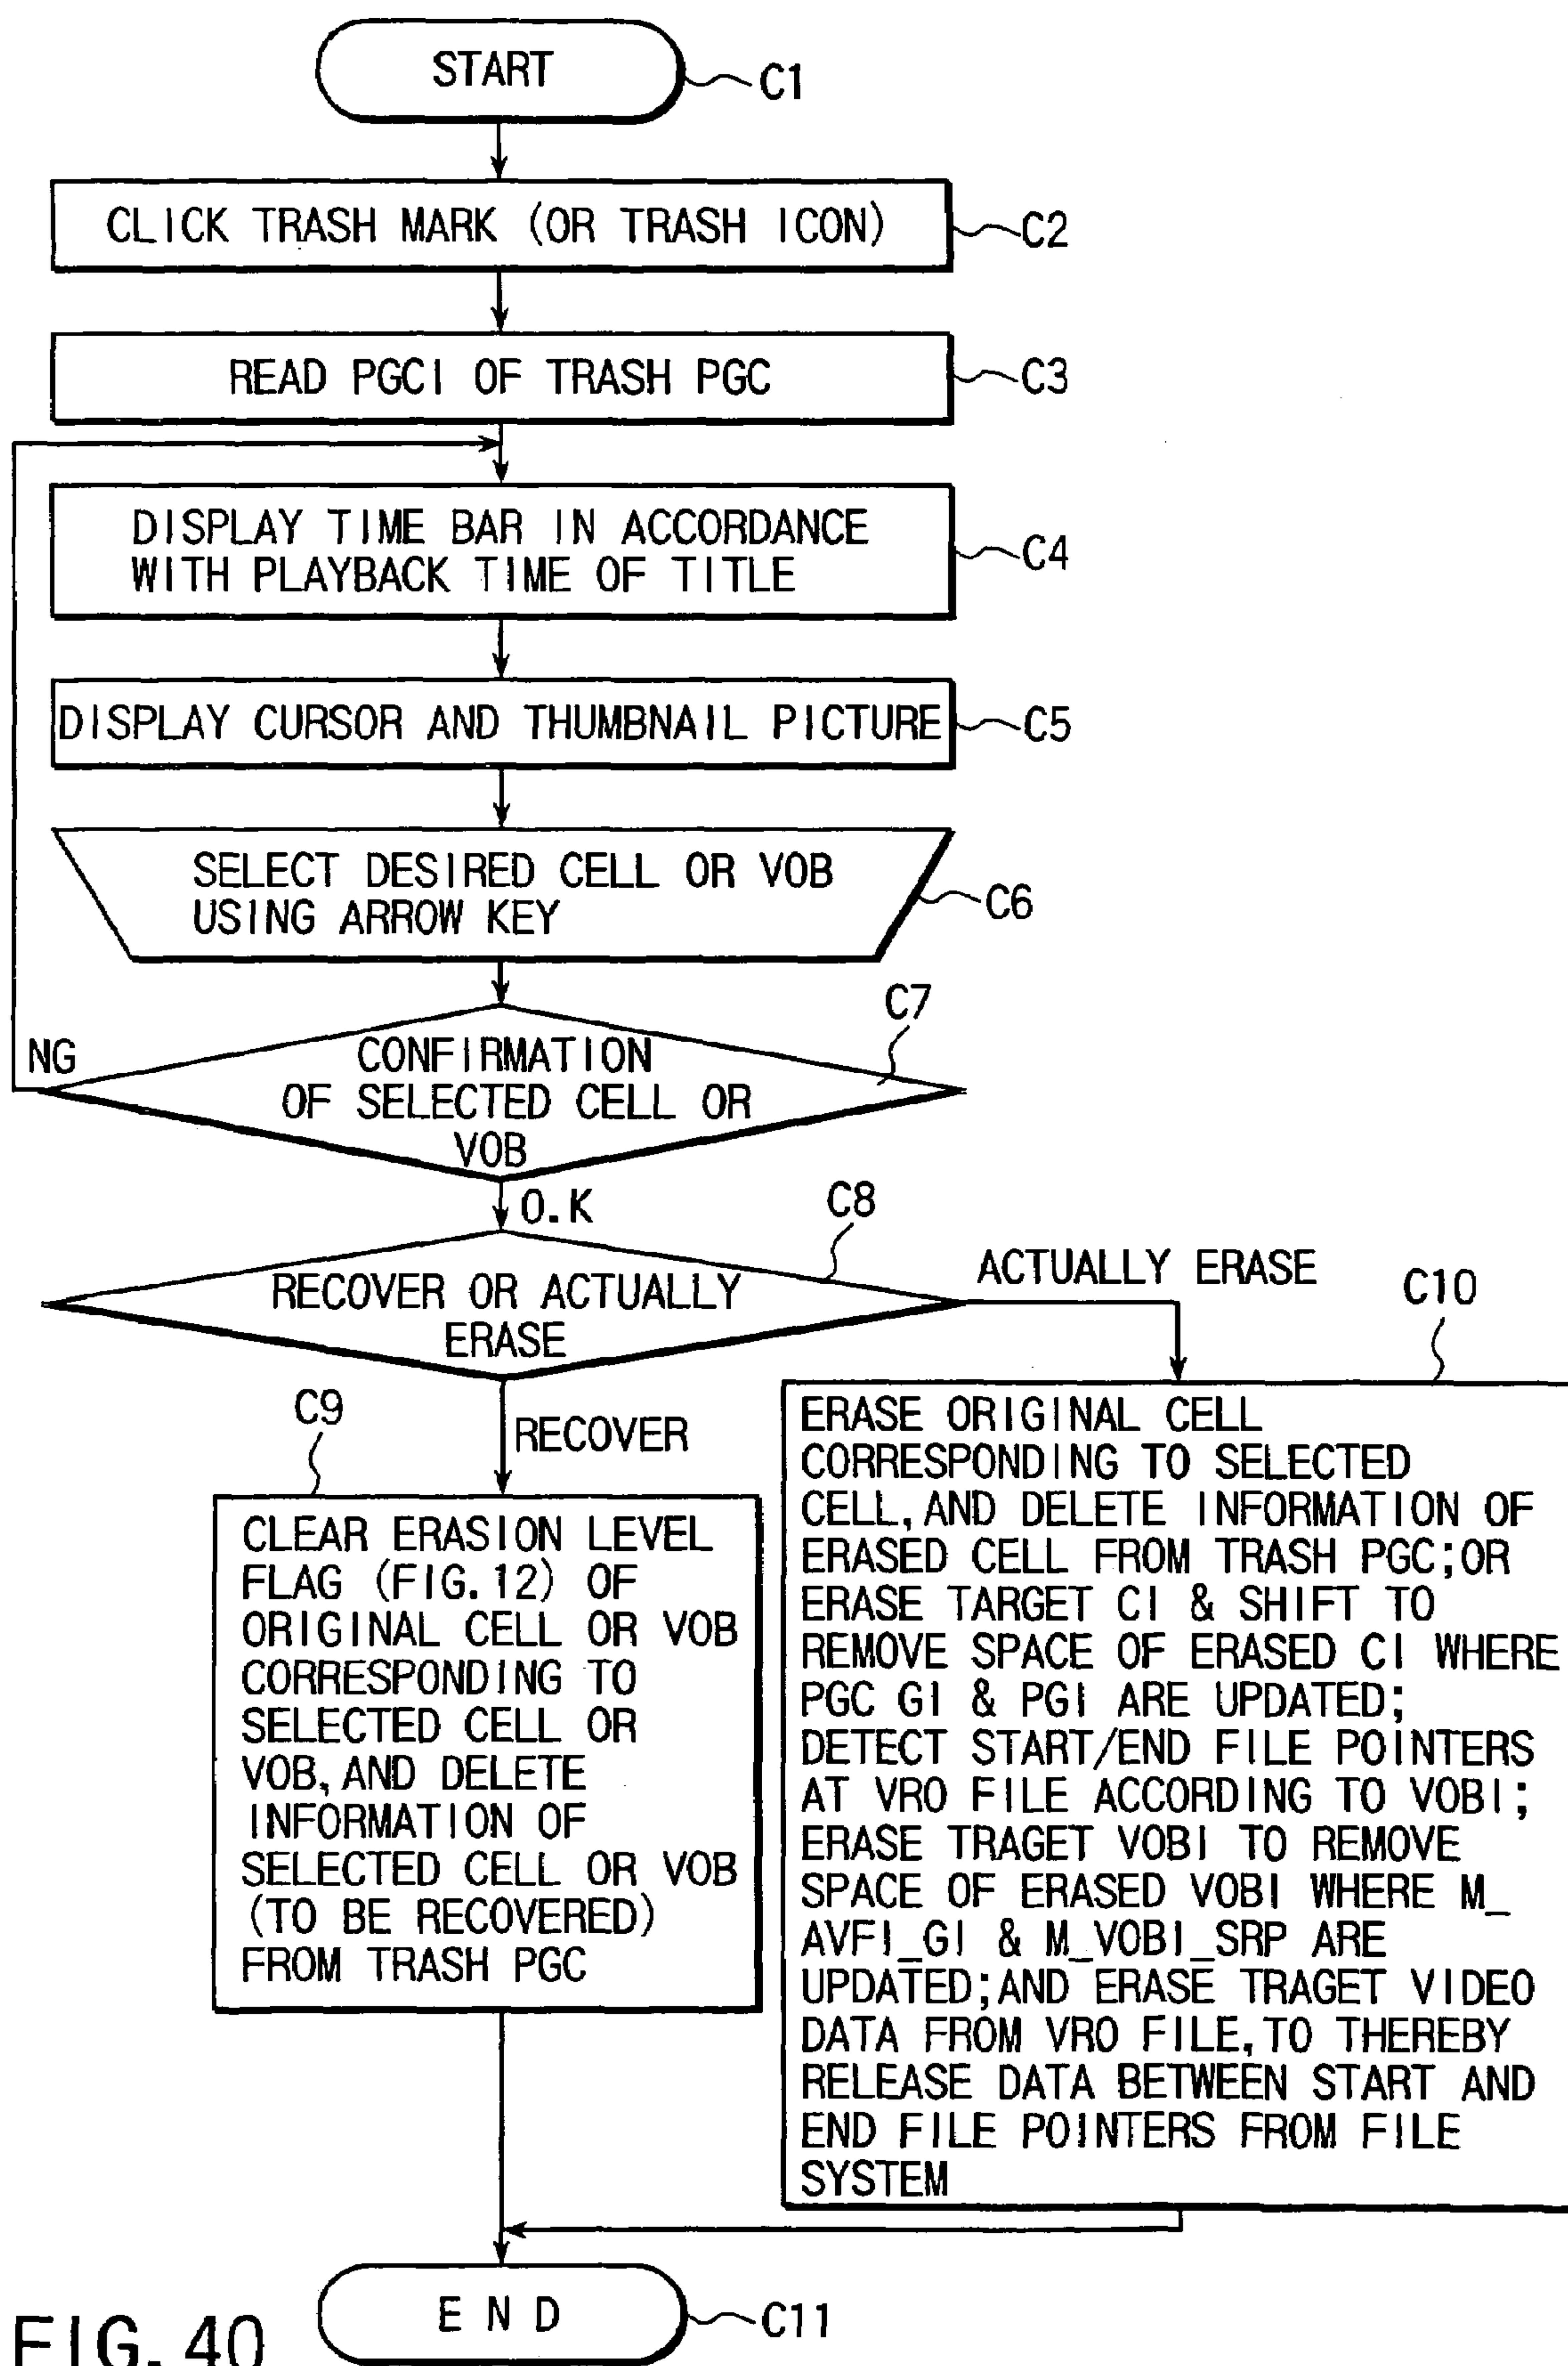 START
C1
CLICK TRASH MARK (OR TRASH ICON)
C2
READ PGCI OF TRASH PGC
C3
DISPLAY TIME BAR IN ACCORDANCE
WITH PLAYBACK TIME OF TITLE
C4
DISPLAY CURSOR AND THUMBNAIL PICTURE
C5
SELECT DESIRED CELL OR VOB
USING ARROW KEY
C6
C7
NG
CONFIRMATION
OF SELECTED CELL OR
VOB
O.K
C8
RECOVER OR ACTUALLY
ERASE
ACTUALLY ERASE
C10
C9
RECOVER
CLEAR ERASION LEVEL
FLAG (FIG.12) OF
ORIGINAL CELL OR VOB
CORRESPONDING TO
SELECTED CELL OR
VOB, AND DELETE
INFORMATION OF
SELECTED CELL OR VOB
(TO BE RECOVERED)
FROM TRASH PGC
ERASE ORIGINAL CELL
CORRESPONDING TO SELECTED
CELL, AND DELETE INFORMATION OF
ERASED CELL FROM TRASH PGC;OR
ERASE TARGET CI & SHIFT TO
REMOVE SPACE OF ERASED CI WHERE
PGC GI & PGI ARE UPDATED;
DETECT START/END FILE POINTERS
AT VRO FILE ACCORDING TO VOBI;
ERASE TRAGET VOBI TO REMOVE
SPACE OF ERASED VOBI WHERE M_
AVFI_GI & M_VOBI_SRP ARE
UPDATED;AND ERASE TRAGET VIDEO
DATA FROM VRO FILE, TO THEREBY
RELEASE DATA BETWEEN START AND
END FILE POINTERS FROM FILE
SYSTEM
END
C11
FIG. 40